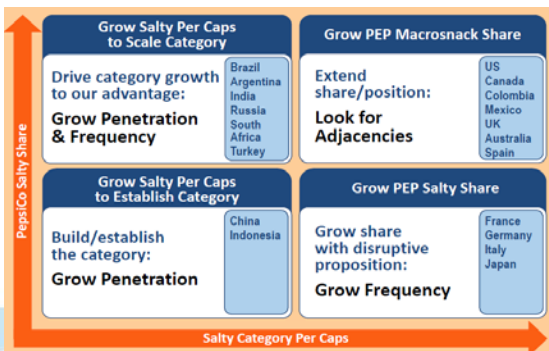 Grow Salty Per Caps
to Scale Category
Drive category growth
to our advantage:
Grow Penetration
& Frequency
Brazil
Argentina
India
Russia
South
Africa
Turkey
Grow PEP Macrosnack Share
Extend
share/position:
Look for
Adjacencies
US
Canada
Colombia
Mexico
UK
Australia
Spain
Grow Salty Per Caps
to Establish Category
Build/establish
the category:
Grow Penetration
China
Indonesia
Grow PEP Salty Share
Grow share
with disruptive
proposition:
Grow Frequency
France
Germany
Italy
Japan
PepsiCo Salty Share
Salty Category Per Caps